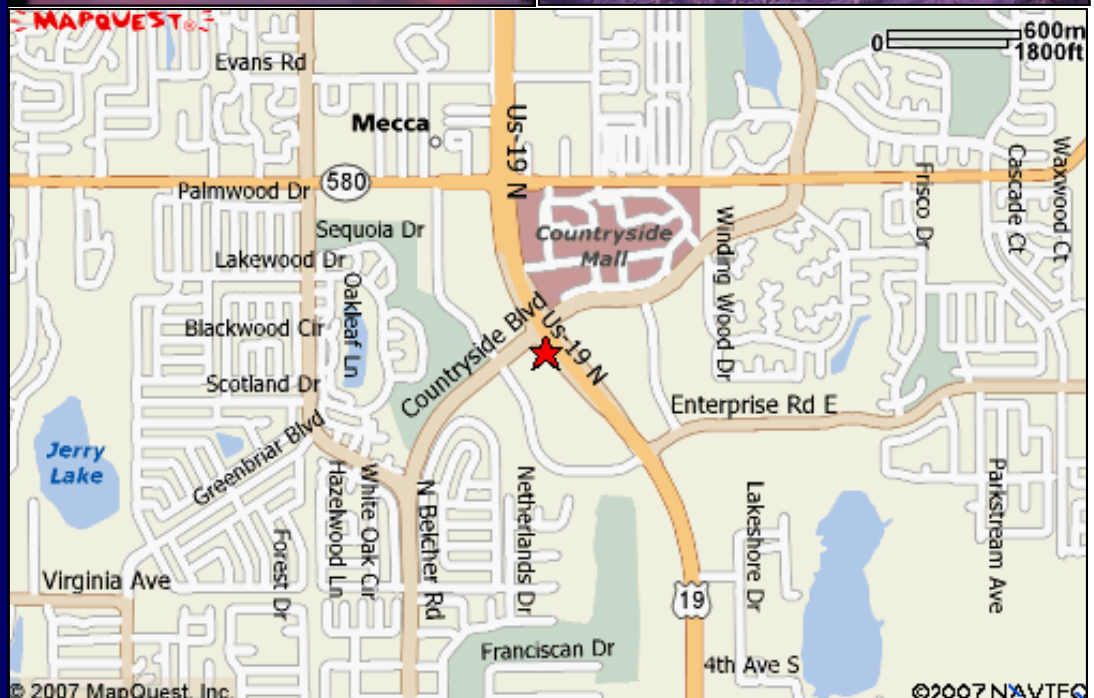 MAPQUEST
0 600m
1800ft
Evans Rd
Mecca
Us-19 N
Palmwood Dr
580
Sequoia Dr
Lakewood Dr
Countryside
Mall
Winding Wood Dr
Frisco Dr
Cascade Ct
Waxwood Ct
Oakleaf Ln
Blackwood Cir
Countryside Blvd
Us-19 N
Scotland Dr
Enterprise Rd E
Greenbriar Blvd
Jerry
Lake
Hazelwood Ln
White Oak Cir
N Belcher Rd
Netherlands Dr
Lakeshore Dr
Parkstream Ave
Forest Dr
Virginia Ave
19
Franciscan Dr
4th Ave S
© 2007 MapQuest, Inc.
©2007 NAVTEQ